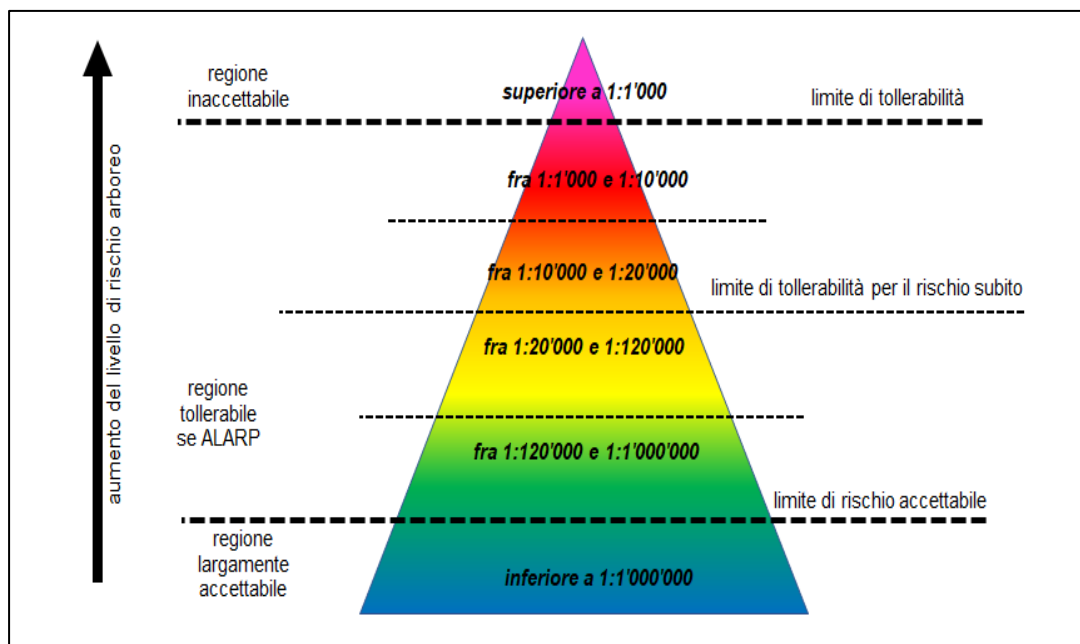 aumento del livello di rischio arboreo
regione
inaccettabile
superiore a 1:1'000
limite di tollerabilità
fra 1:1'000 e 1:10'000
fra 1:10'000 e 1:20'000
limite di tollerabilità per il rischio subito
fra 1:20'000 e 1:120'000
regione
tollerabile
se ALARP
fra 1:120'000 e 1:1'000'000
limite di rischio accettabile
regione
largamente
accettabile
inferiore a 1:1'000'000